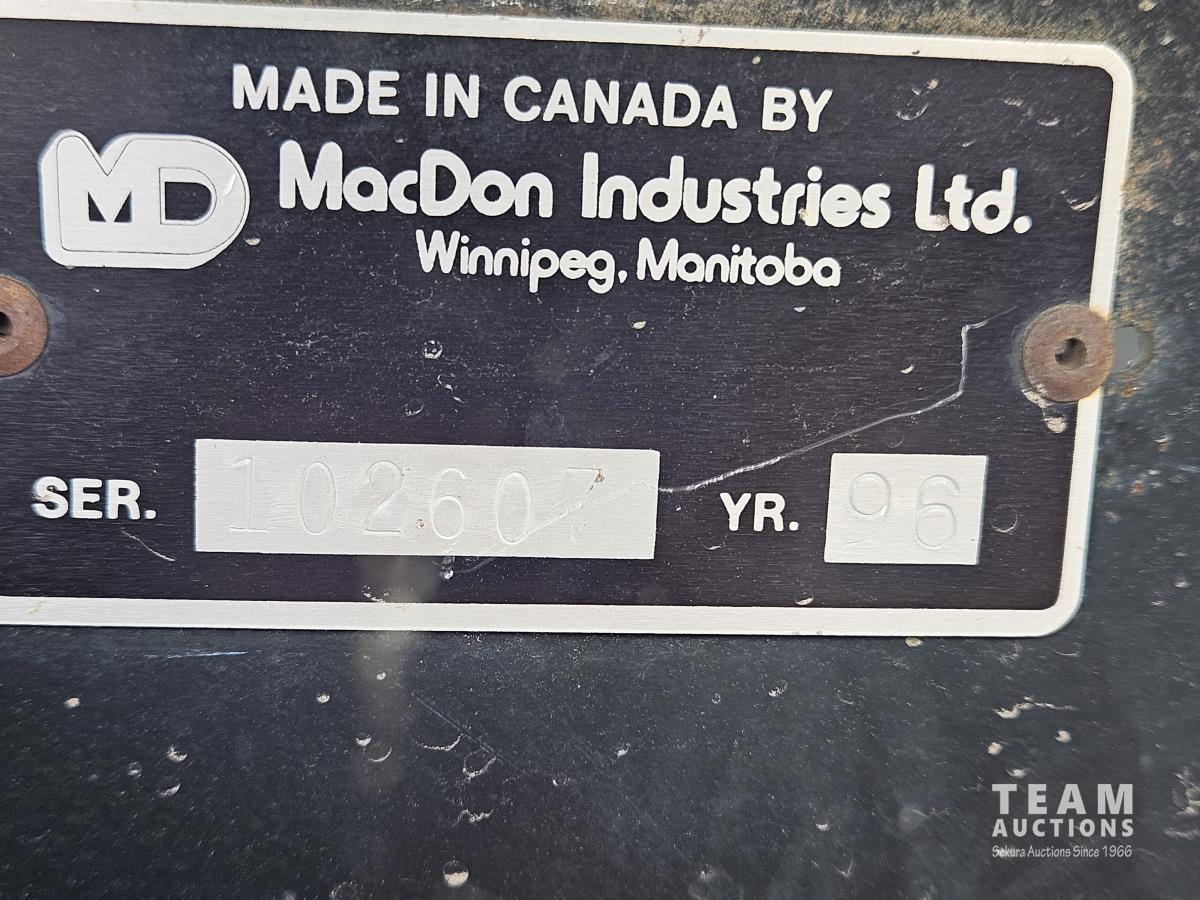 MADE IN CANADA BY
MD
MacDon Industries Ltd.
Winnipeg, Manitoba
SER. 102607 YR. 96
TEAM
AUCTIONS
Sekura Auctions Since 1966